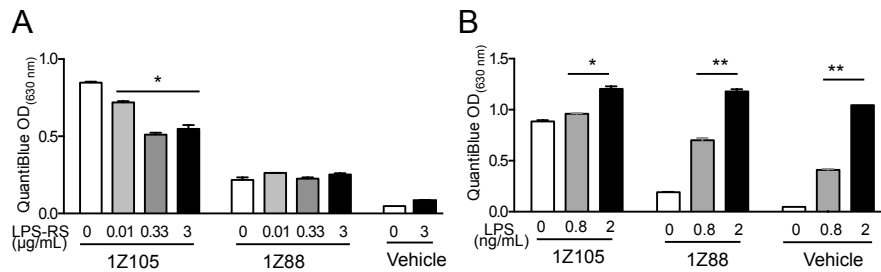 A
QuantiBlue OD(630 nm)
1.0
0.5
0.0
*
LPS-RS
(µg/mL)
0 0.01 0.33 3 0 0.01 0.33 3 0 3
1Z105 1Z88 Vehicle
B
QuantiBlue OD(630 nm)
1.5
1.0
0.5
0.0
* ** **
LPS
(ng/mL)
0 0.8 2 0 0.8 2 0 0.8 2
1Z105 1Z88 Vehicle